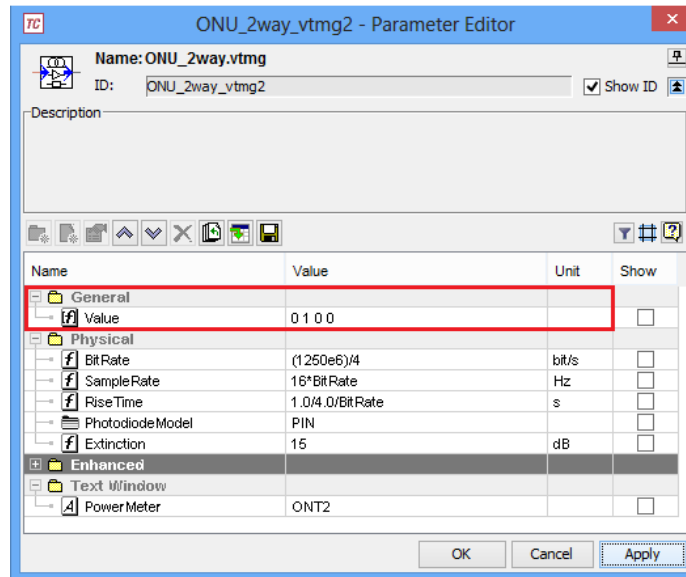 TC ONU_2way_vtmg2 - Parameter Editor
Name: ONU_2way.vtmg
ID: ONU_2way_vtmg2 Show ID
Description
Name Value Unit Show
General
[f] Value 0 1 0 0
Physical
f BitRate (1250e6)/4 bit/s
f SampleRate 16*BitRate Hz
f RiseTime 1.0/4.0/BitRate s
PhotodiodeModel PIN
f Extinction 15 dB
Enhanced
Text Window
A PowerMeter ONT2
OK Cancel Apply